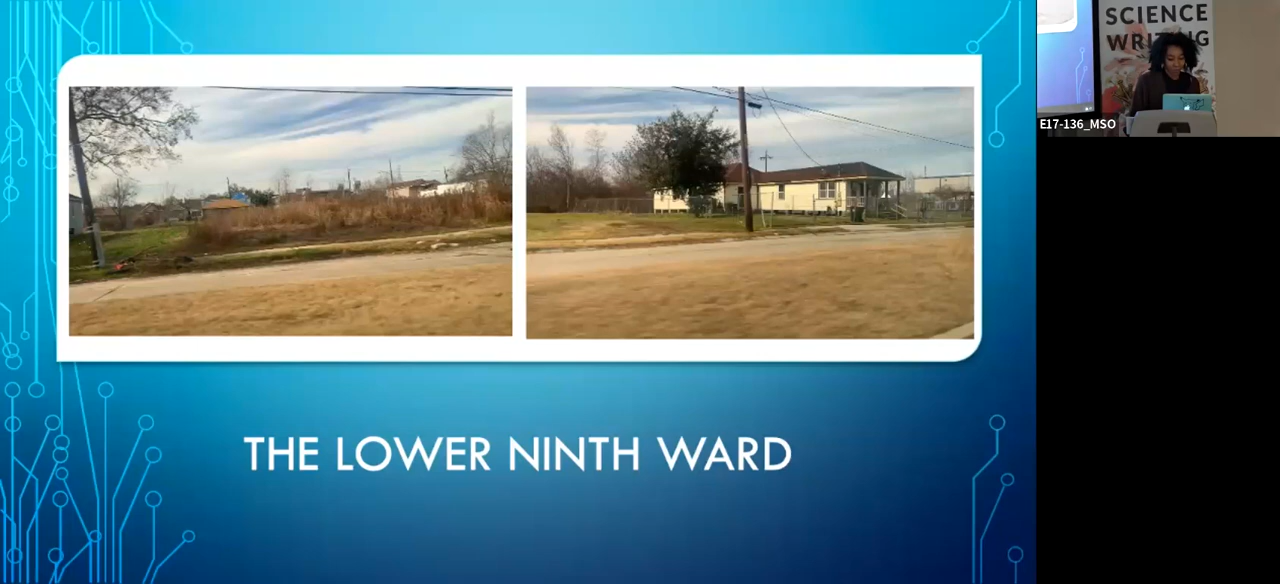 THE LOWER NINTH WARD
SCIENCE
WRITING
E17-136_MSO